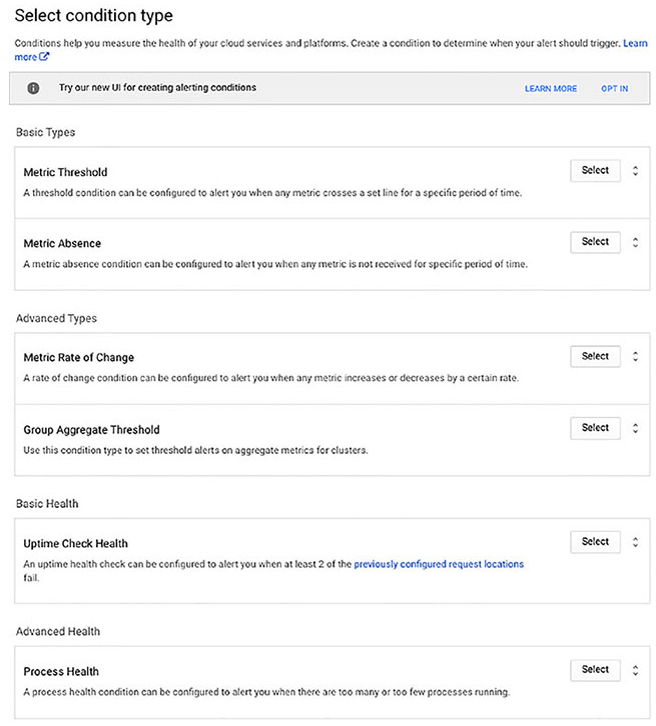 Select condition type
Conditions help you measure the health of your cloud services and platforms. Create a condition to determine when your alert should trigger. Learn
more
Try our new UI for creating alerting conditions LEARN MORE OPT IN
Basic Types
Metric Threshold Select
A threshold condition can be configured to alert you when any metric crosses a set line for a specific period of time.
Metric Absence Select
A metric absence condition can be configured to alert you when any metric is not received for specific period of time.
Advanced Types
Metric Rate of Change Select
A rate of change condition can be configured to alert you when any metric increases or decreases by a certain rate.
Group Aggregate Threshold Select
Use this condition type to set threshold alerts on aggregate metrics for clusters.
Basic Health
Uptime Check Health Select
An uptime health check can be configured to alert you when at least 2 of the previously configured request locations
fail.
Advanced Health
Process Health Select
A process health condition can be configured to alert you when there are too many or too few processes running.